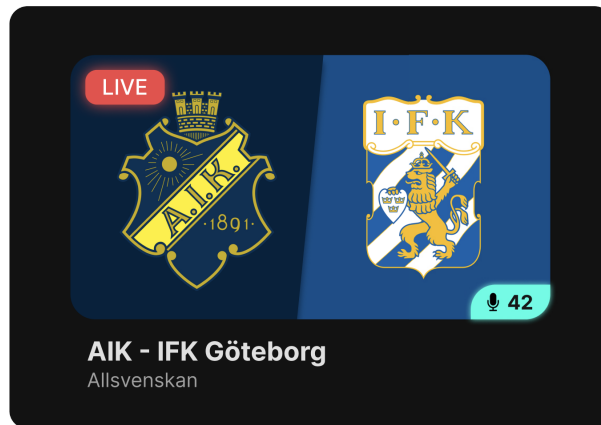 LIVE
A.I.K.
·1891·
I·F·K
42
AIK - IFK Göteborg
Allsvenskan